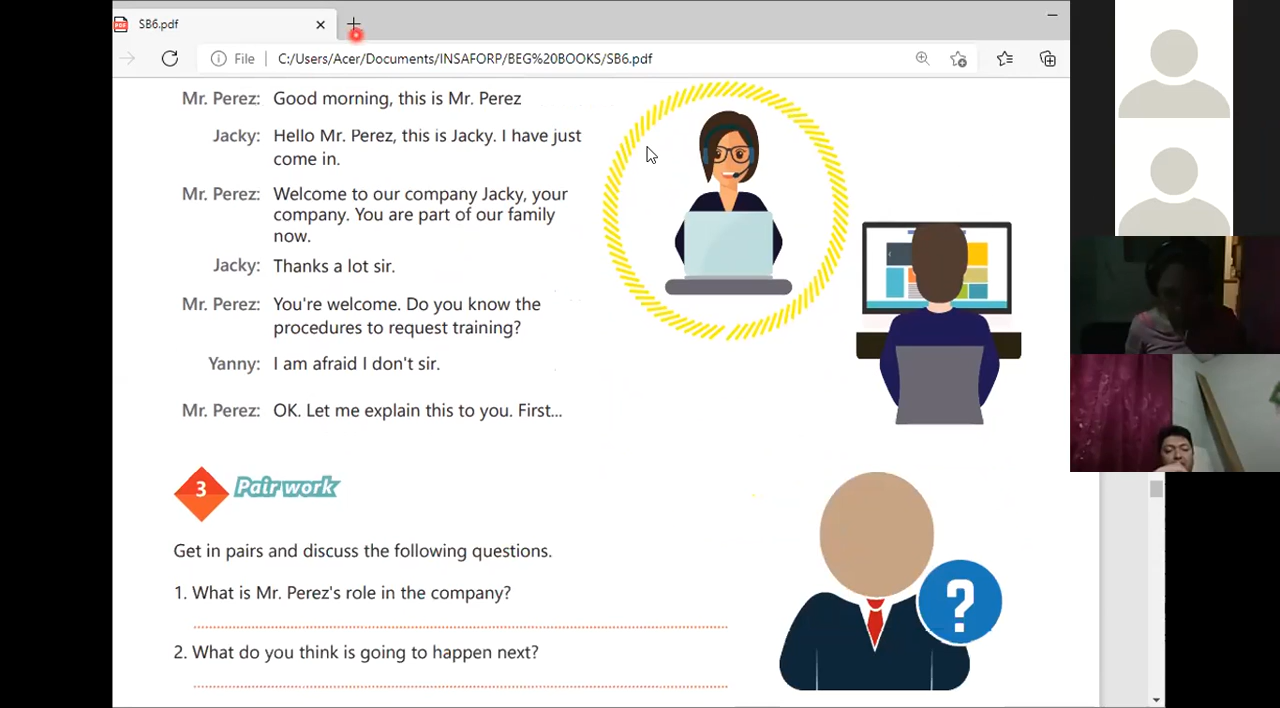 SB6.pdf
File
C:/Users/Acer/Documents/INSAFORP/BEG%20BOOKS/SB6.pdf
Mr. Perez: Good morning, this is Mr. Perez
Jacky: Hello Mr. Perez, this is Jacky. I have just
come in.
Mr. Perez: Welcome to our company Jacky, your
company. You are part of our family
now.
Jacky: Thanks a lot sir.
Mr. Perez: You're welcome. Do you know the
procedures to request training?
Yanny: I am afraid I don't sir.
Mr. Perez: OK. Let me explain this to you. First...
3 Pair work
Get in pairs and discuss the following questions.
1. What is Mr. Perez's role in the company?
2. What do you think is going to happen next?
?